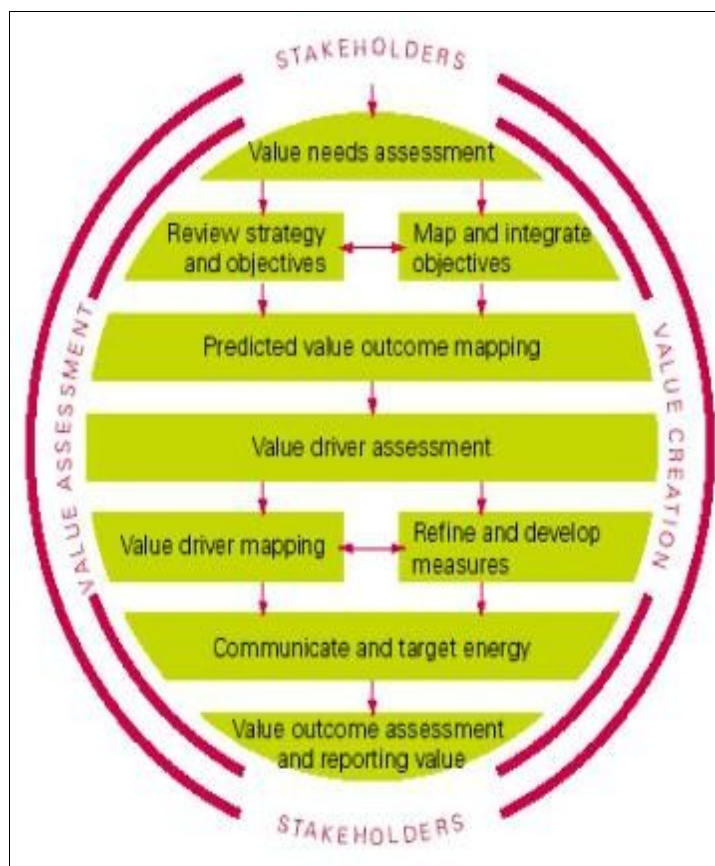 STAKEHOLDERS
Value needs assessment
Review strategy
and objectives
Map and integrate
objectives
Predicted value outcome mapping
VALUE ASSESSMENT
VALUE CREATION
Value driver assessment
Value driver mapping
Refine and develop
measures
Communicate and target energy
Value outcome assessment
and reporting value
STAKEHOLDERS